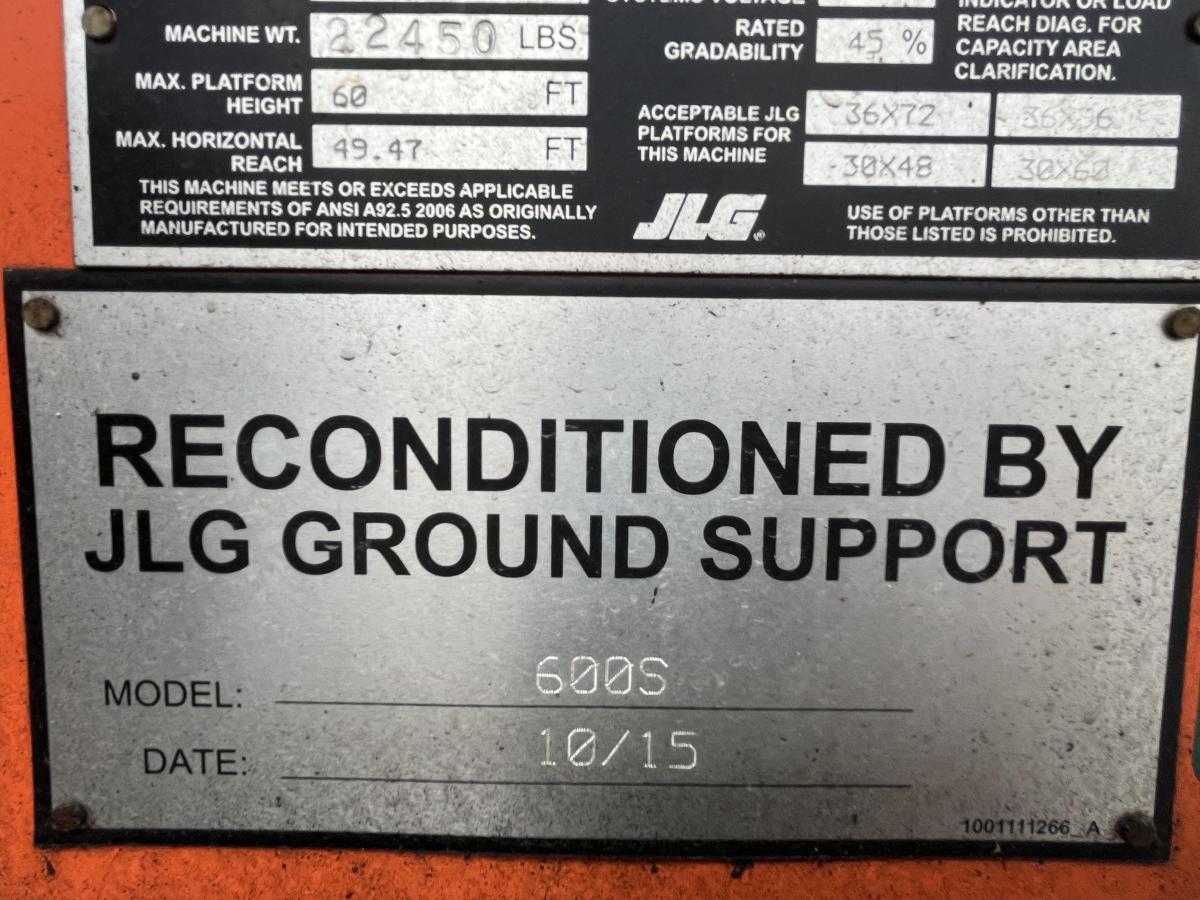 MACHINE WT. 22450 LBS
MAX. PLATFORM
HEIGHT 60 FT
MAX. HORIZONTAL
REACH 49.47 FT
THIS MACHINE MEETS OR EXCEEDS APPLICABLE
REQUIREMENTS OF ANSI A92.5 2006 AS ORIGINALLY
MANUFACTURED FOR INTENDED PURPOSES.
SYSTEMS VOLTAGE
RATED
GRADABILITY 45 %
INDICATOR OR LOAD
REACH DIAG. FOR
CAPACITY AREA
CLARIFICATION.
ACCEPTABLE JLG
PLATFORMS FOR
THIS MACHINE
36X72 36X96
30X48 30X60
JLG®
USE OF PLATFORMS OTHER THAN
THOSE LISTED IS PROHIBITED.
RECONDITIONED BY
JLG GROUND SUPPORT
MODEL: 600S
DATE: 10/15
1001111266_A